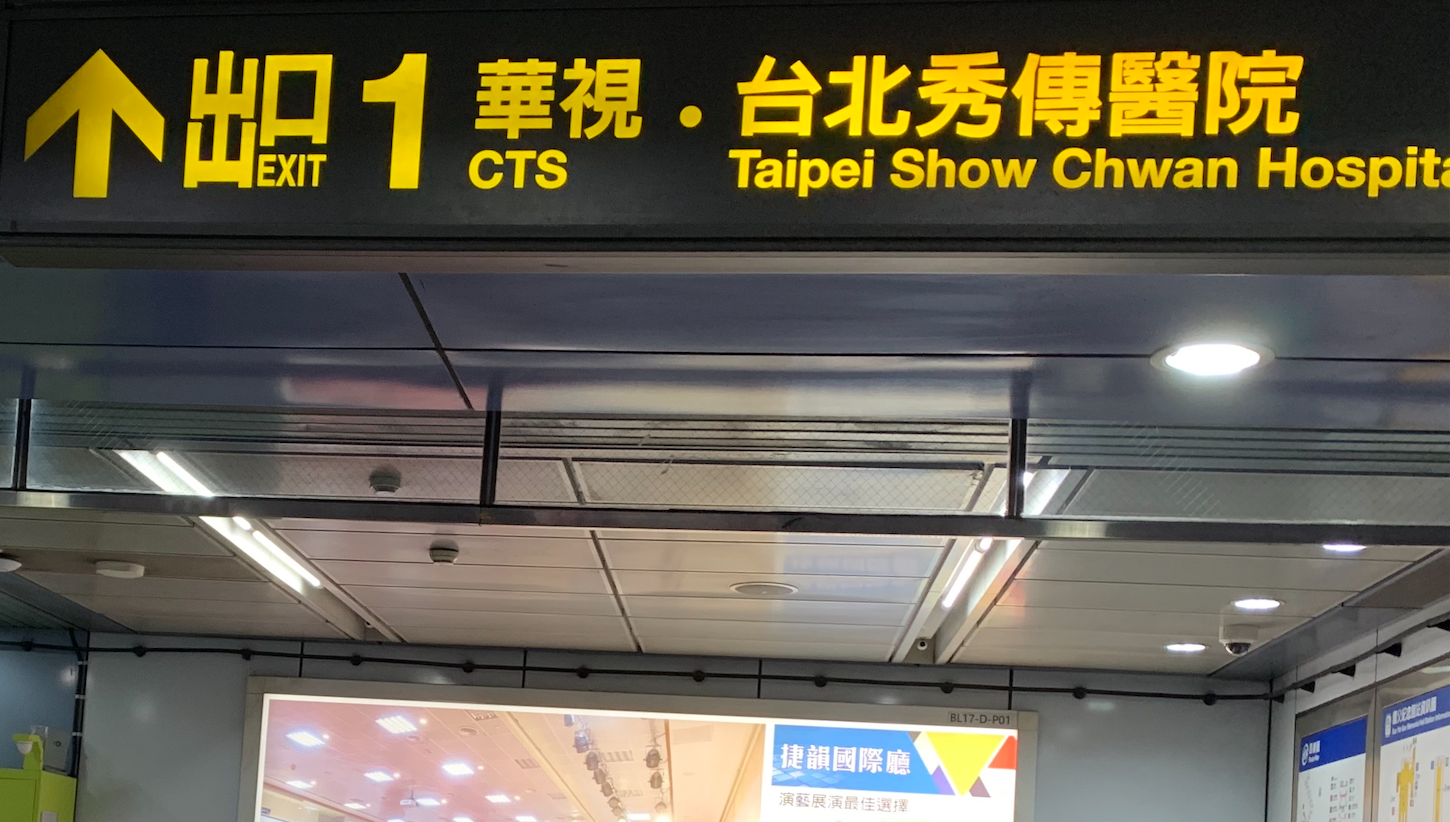 出口 1 華視 • 台北秀傳醫院
EXIT CTS Taipei Show Chwan Hospita
BL17-D-P01
捷韻國際廳
演藝展演最佳選擇